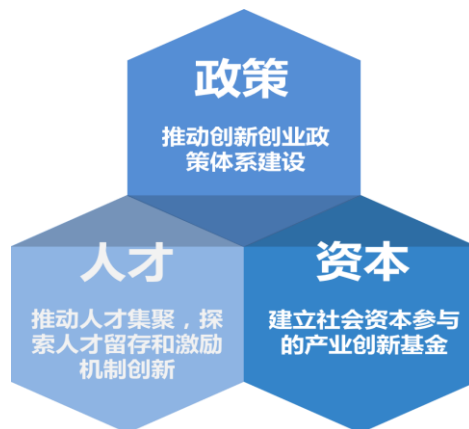 政策
推动创新创业政
策体系建设
人才
推动人才集聚，探
索人才留存和激励
机制创新
资本
建立社会资本参与
的产业创新基金